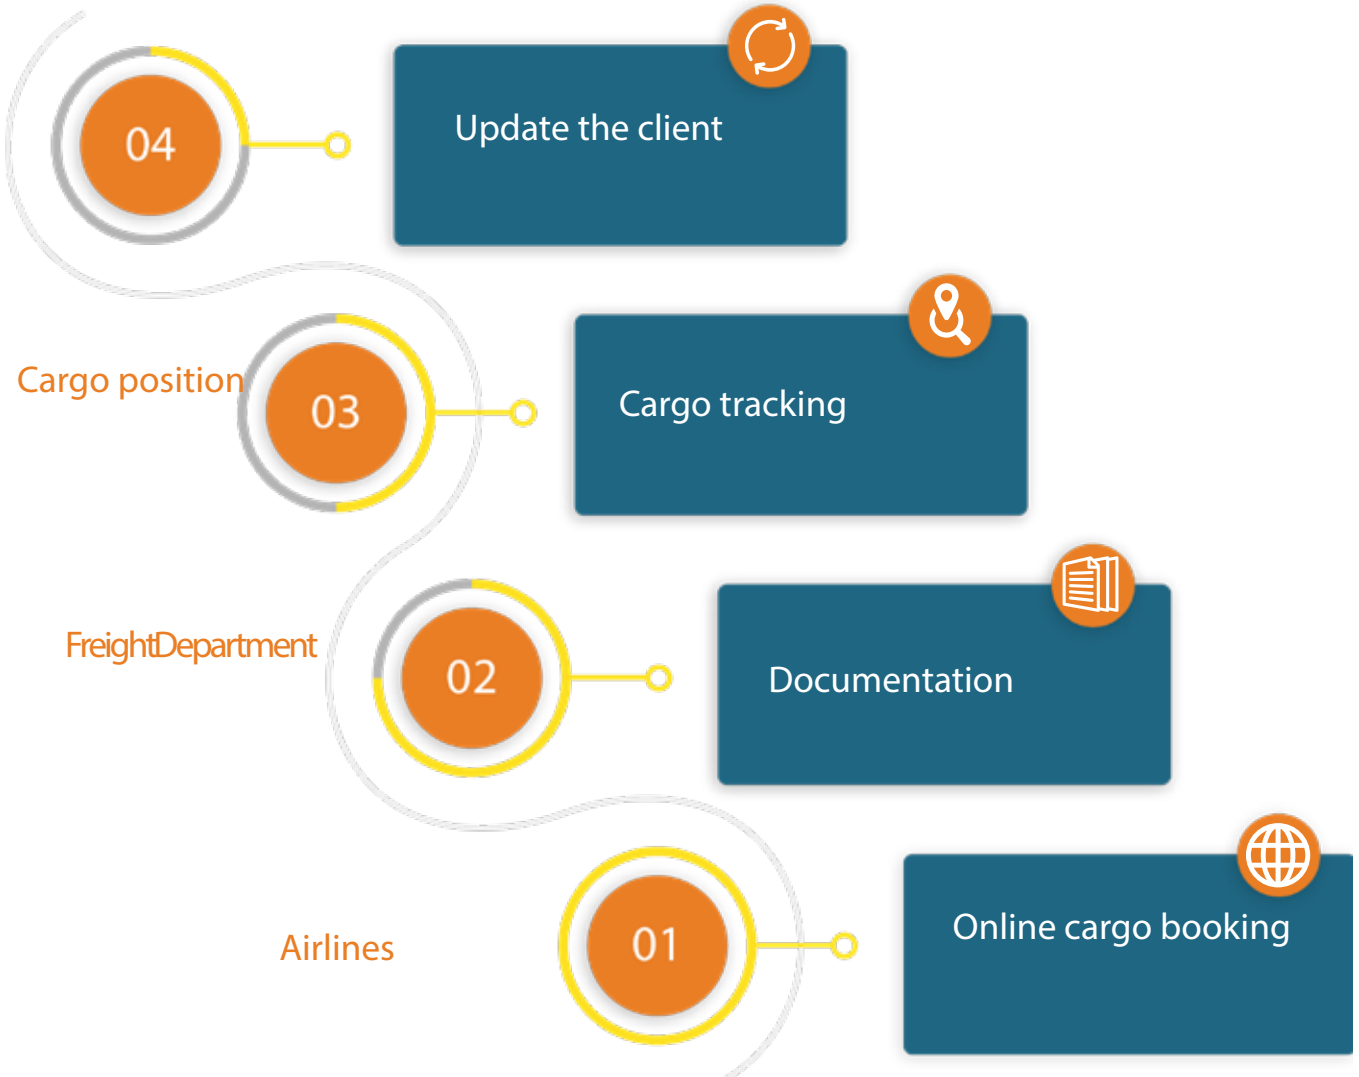 04
Update the client
Cargo position
03
Cargo tracking
FreightDepartment
02
Documentation
Airlines
01
Online cargo booking